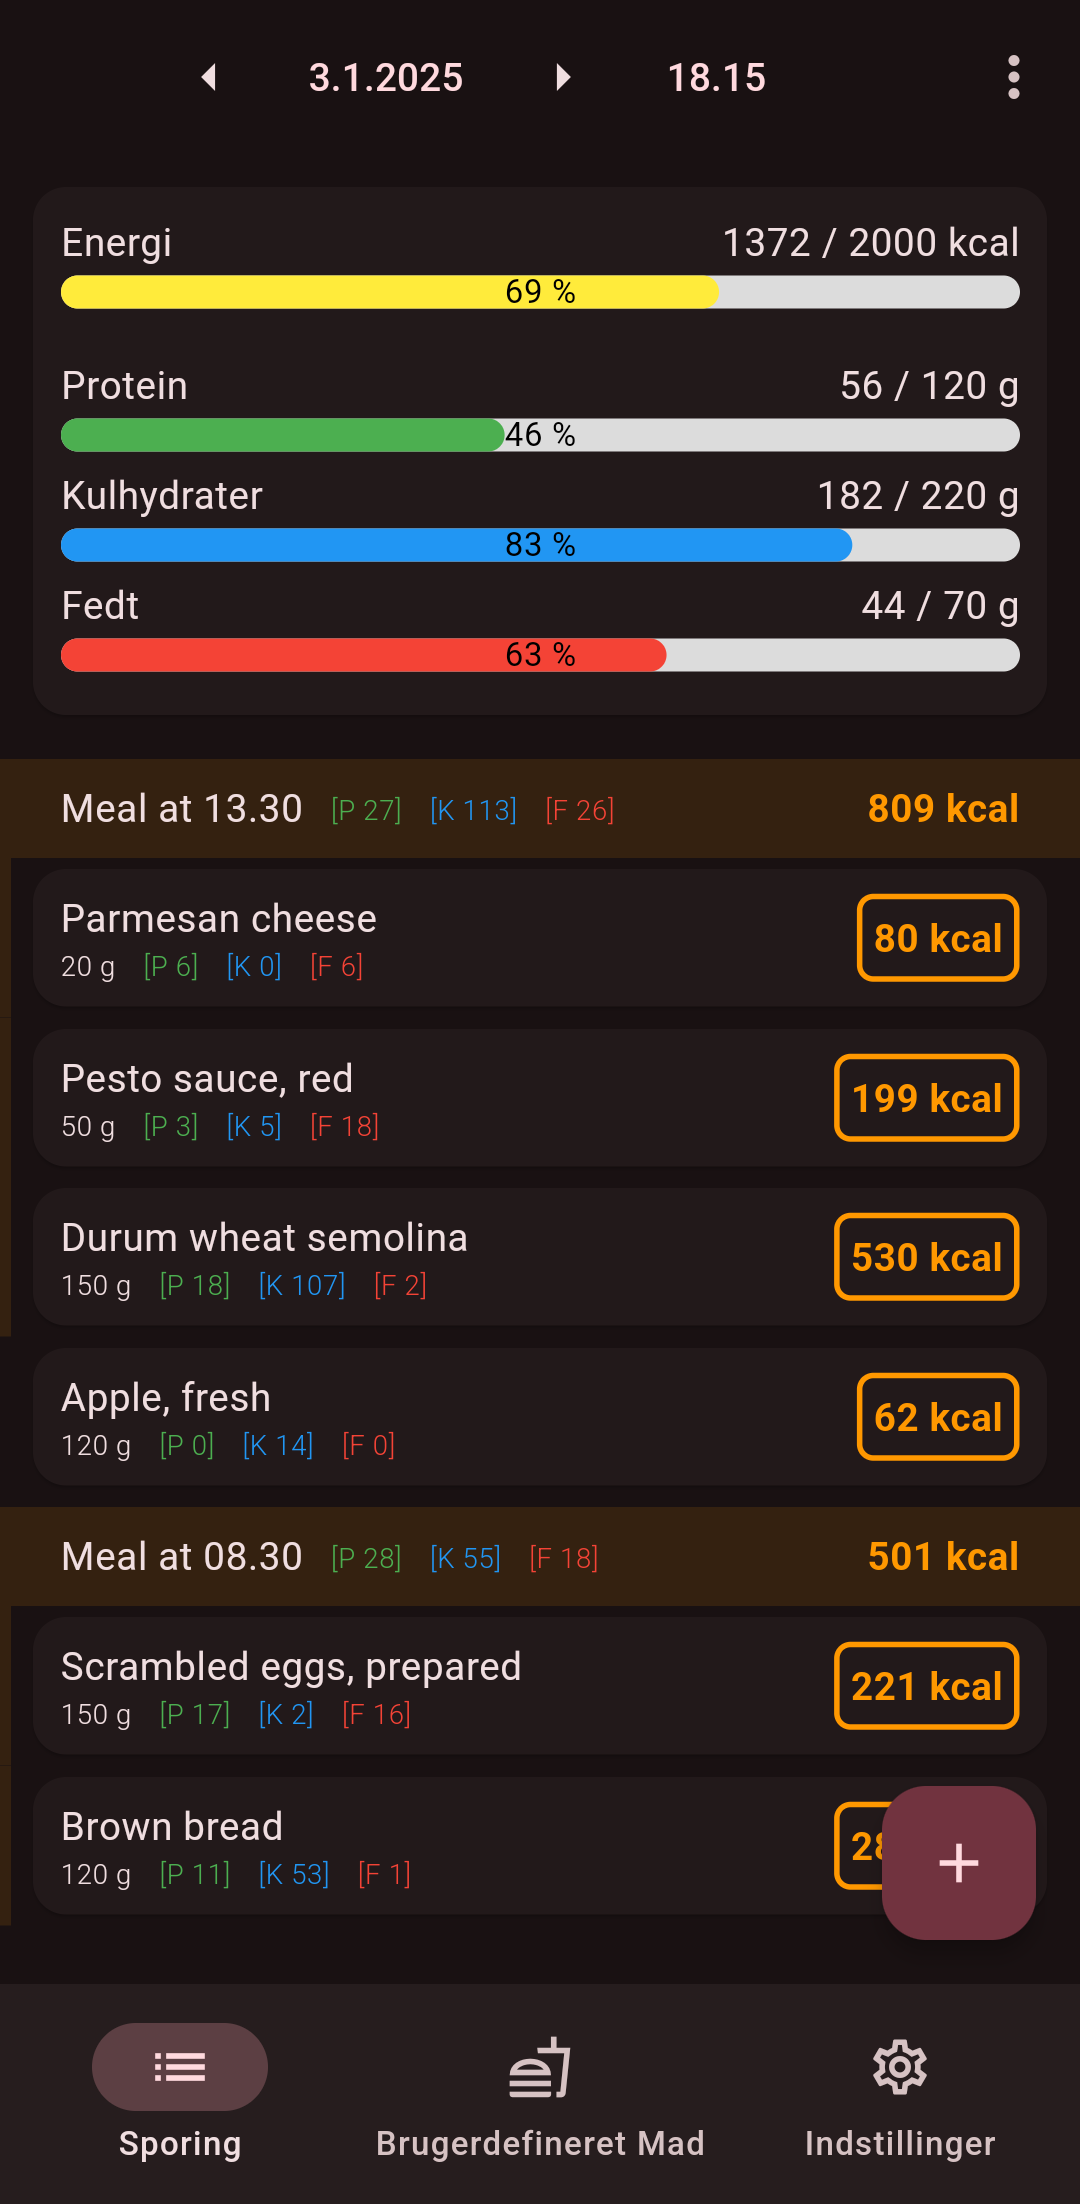 3.1.2025 18.15
Energi 1372 / 2000 kcal
69 %
Protein 56 / 120 g
46 %
Kulhydrater 182 / 220 g
83 %
Fedt 44 / 70 g
63 %
Meal at 13.30 [P 27] [K 113] [F 26] 809 kcal
Parmesan cheese
20 g [P 6] [K 0] [F 6]
80 kcal
Pesto sauce, red
50 g [P 3] [K 5] [F 18]
199 kcal
Durum wheat semolina
150 g [P 18] [K 107] [F 2]
530 kcal
Apple, fresh
120 g [P 0] [K 14] [F 0]
62 kcal
Meal at 08.30 [P 28] [K 55] [F 18] 501 kcal
Scrambled eggs, prepared
150 g [P 17] [K 2] [F 16]
221 kcal
Brown bread
120 g [P 11] [K 53] [F 1]
Sporing Brugerdefineret Mad Indstillinger